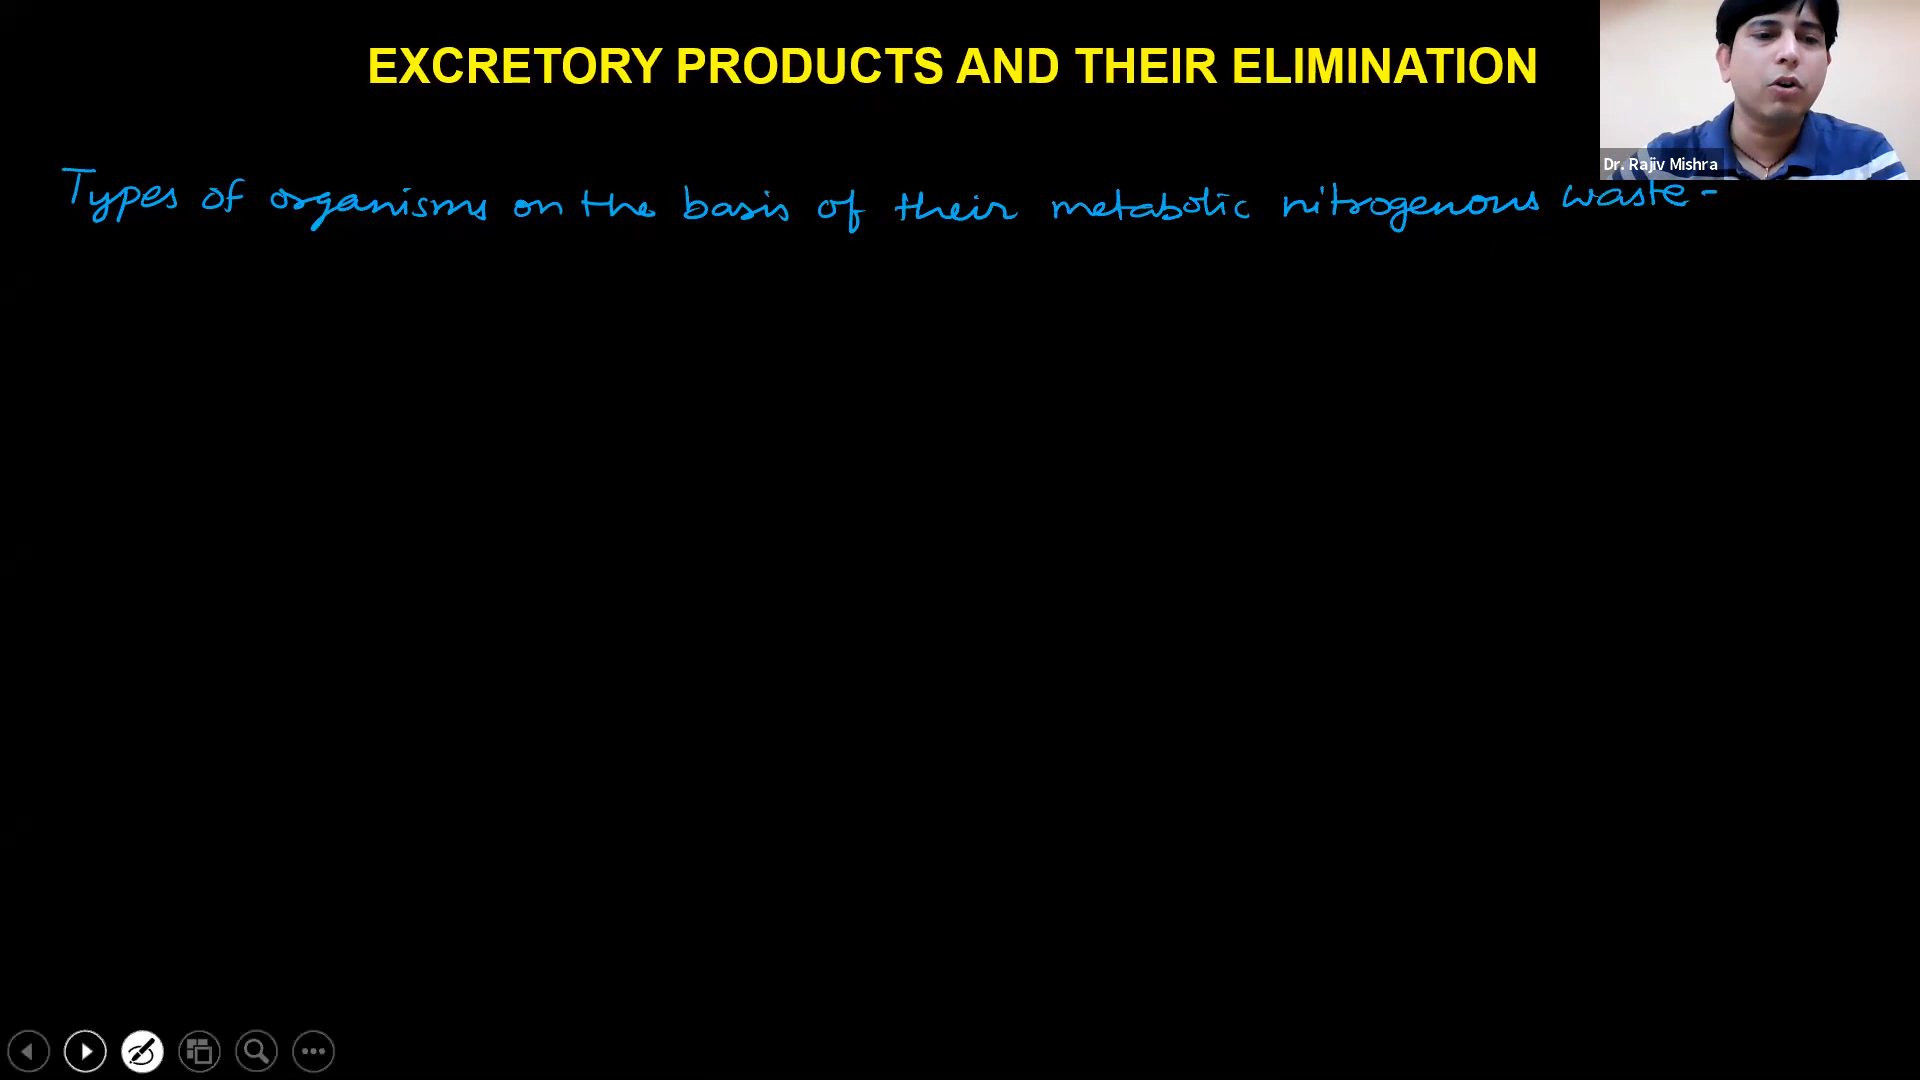 EXCRETORY PRODUCTS AND THEIR ELIMINATION
Dr. Rajiv Mishra
Types of organisms on the basis of their metabolic nitrogenous waste -